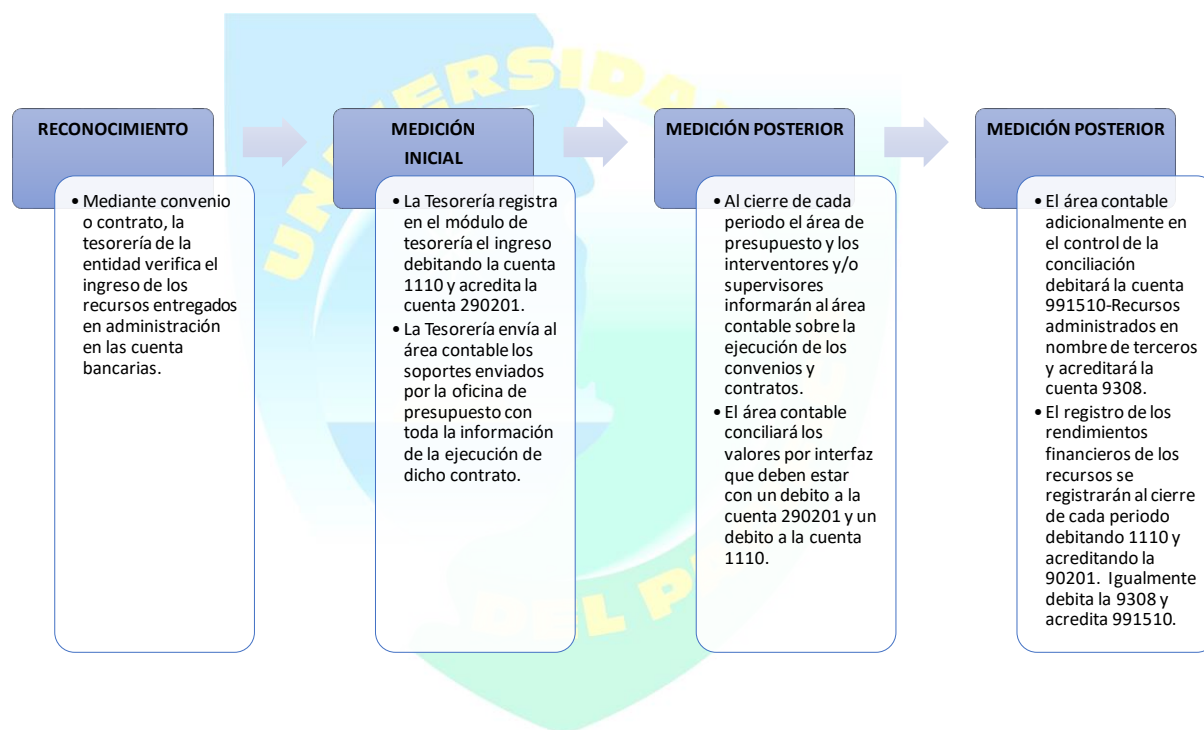 RECONOCIMIENTO
• Mediante convenio
o contrato, la
tesorería de la
entidad verifica el
ingreso de los
recursos entregados
en administración
en las cuenta
bancarias.
MEDICIÓN
INICIAL
• La Tesorería registra
en el módulo de
tesorería el ingreso
debitando la cuenta
1110 y acredita la
cuenta 290201.
• La Tesorería envía al
área contable los
soportes enviados
por la oficina de
presupuesto con
toda la información
de la ejecución de
dicho contrato.
MEDICIÓN POSTERIOR
• Al cierre de cada
periodo el área de
presupuesto y los
interventores y/o
supervisores
informarán al área
contable sobre la
ejecución de los
convenios y
contratos.
• El área contable
conciliará los
valores por interfaz
que deben estar
con un debito a la
cuenta 290201 y un
debito a la cuenta
1110.
MEDICIÓN POSTERIOR
• El área contable
adicionalmente en
el control de la
conciliación
debitará la cuenta
991510-Recursos
administrados en
nombre de terceros
y acreditará la
cuenta 9308.
• El registro de los
rendimientos
financieros de los
recursos se
registrarán al cierre
de cada periodo
debitando 1110 y
acreditando la
90201. Igualmente
debita la 9308 y
acredita 991510.
DEL